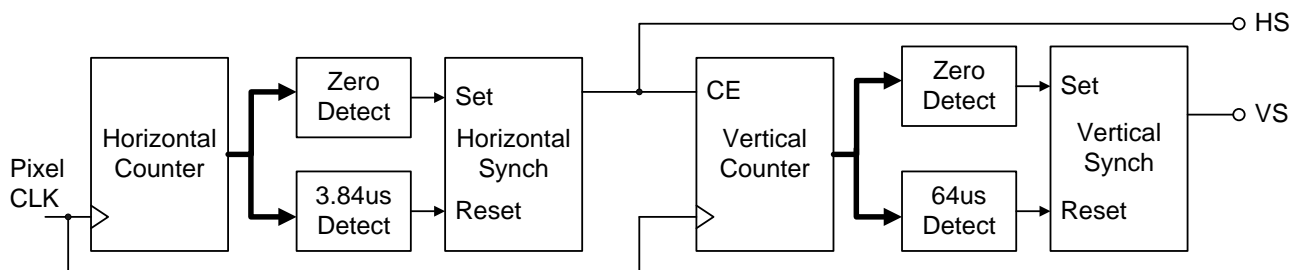 HS
Zero
Detect
Set
Horizontal
Counter
Horizontal
Synch
3.84us
Detect
Reset
Pixel
CLK
CE
Vertical
Counter
Zero
Detect
Set
Vertical
Synch
64us
Detect
Reset
VS